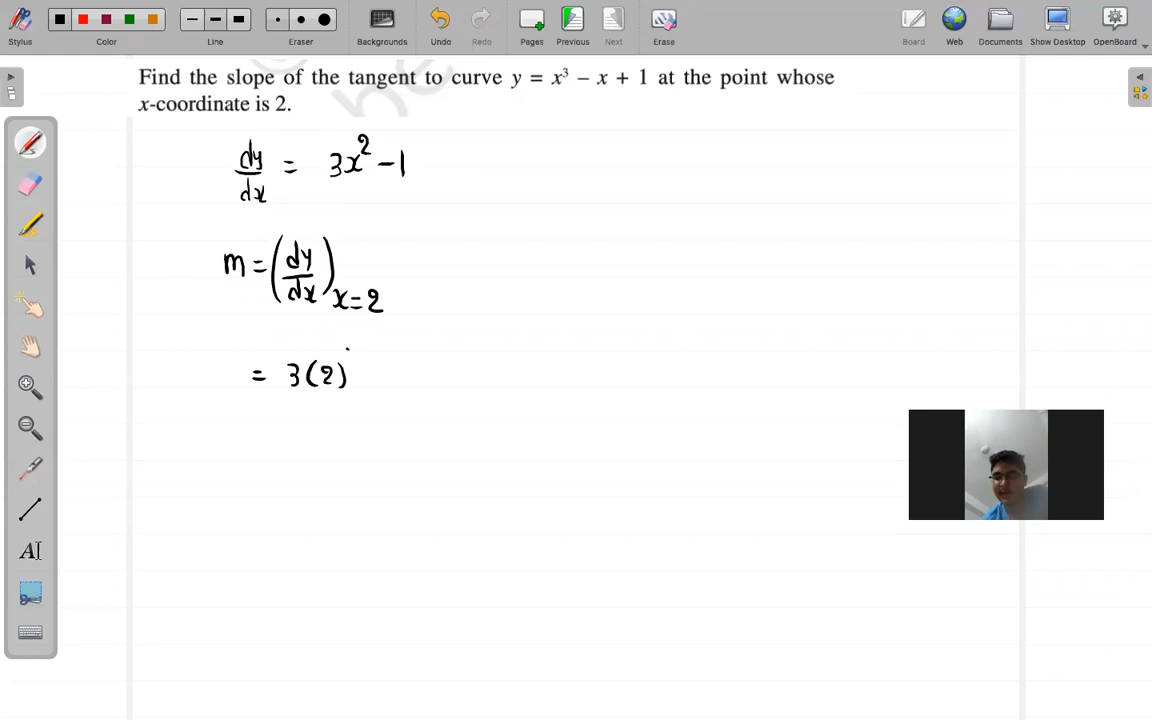 Stylus Color Line Eraser Backgrounds Undo Redo Pages Previous Next Erase Board Web Documents Show Desktop OpenBoard
Find the slope of the tangent to curve y = x³ – x + 1 at the point whose
x-coordinate is 2.
dy/dx = 3x² - 1
m = (dy/dx) x=2
= 3(2)